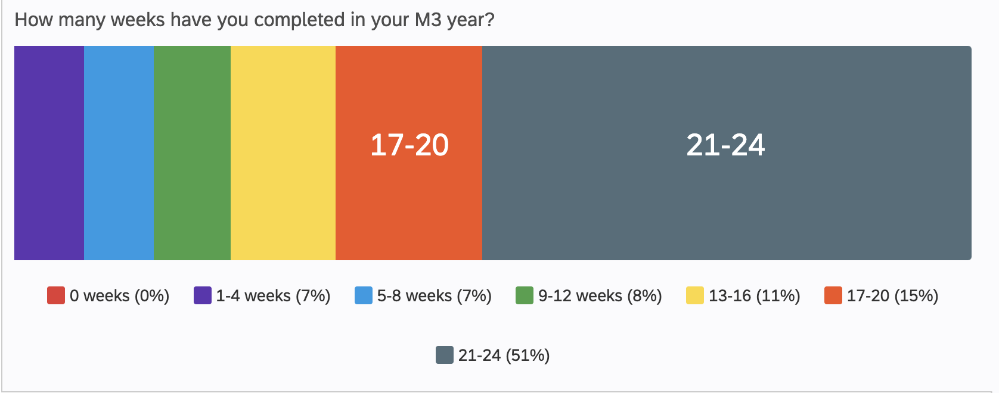 How many weeks have you completed in your M3 year?
17-20
21-24
0 weeks (0%)
1-4 weeks (7%)
5-8 weeks (7%)
9-12 weeks (8%)
13-16 (11%)
17-20 (15%)
21-24 (51%)